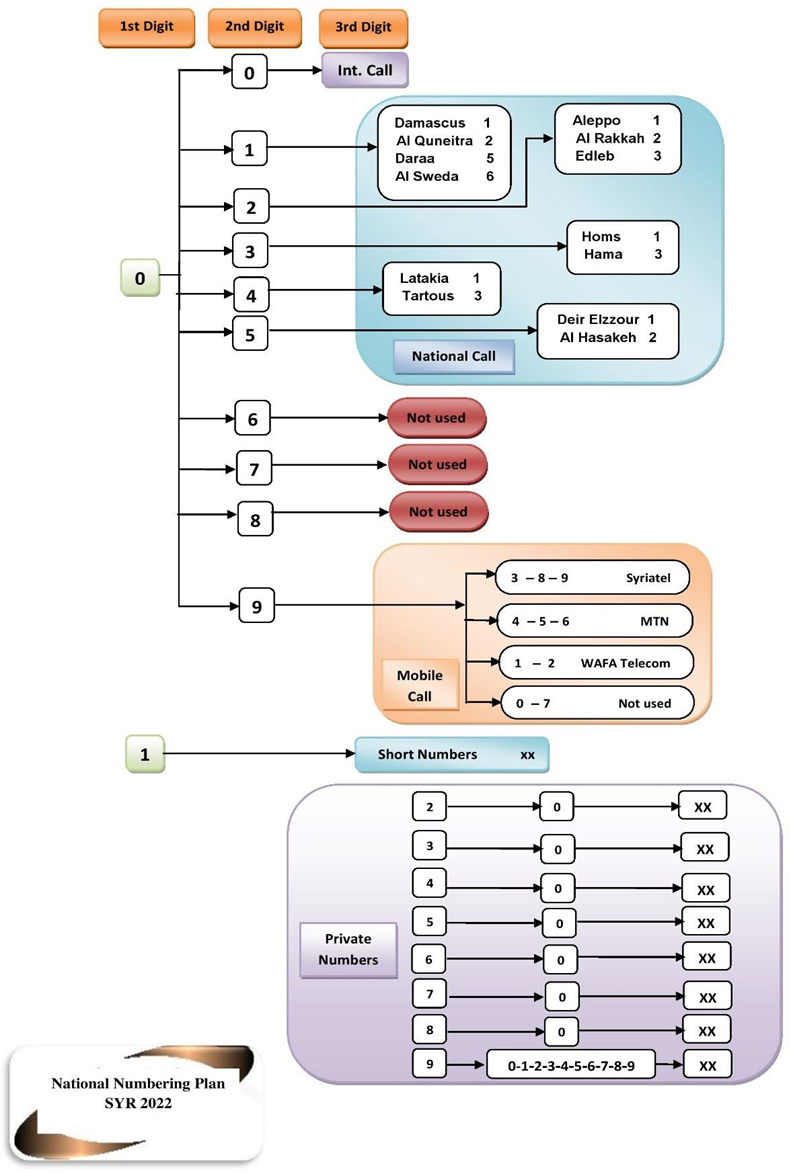 1st Digit 2nd Digit 3rd Digit
0 Int. Call
1
Damascus 1
Al Quneitra 2
Daraa 5
Al Sweda 6
Aleppo 1
Al Rakkah 2
Edleb 3
2
3
Homs 1
Hama 3
0
4
Latakia 1
Tartous 3
5
Deir Elzzour 1
Al Hasakeh 2
National Call
6 Not used
7 Not used
8 Not used
9
3 – 8 – 9 Syriatel
4 – 5 – 6 MTN
1 – 2 WAFA Telecom
0 – 7 Not used
Mobile
Call
1 Short Numbers xx
Private
Numbers
2 0 XX
3 0 XX
4 0 XX
5 0 XX
6 0 XX
7 0 XX
8 0 XX
9 0-1-2-3-4-5-6-7-8-9 XX
National Numbering Plan
SYR 2022